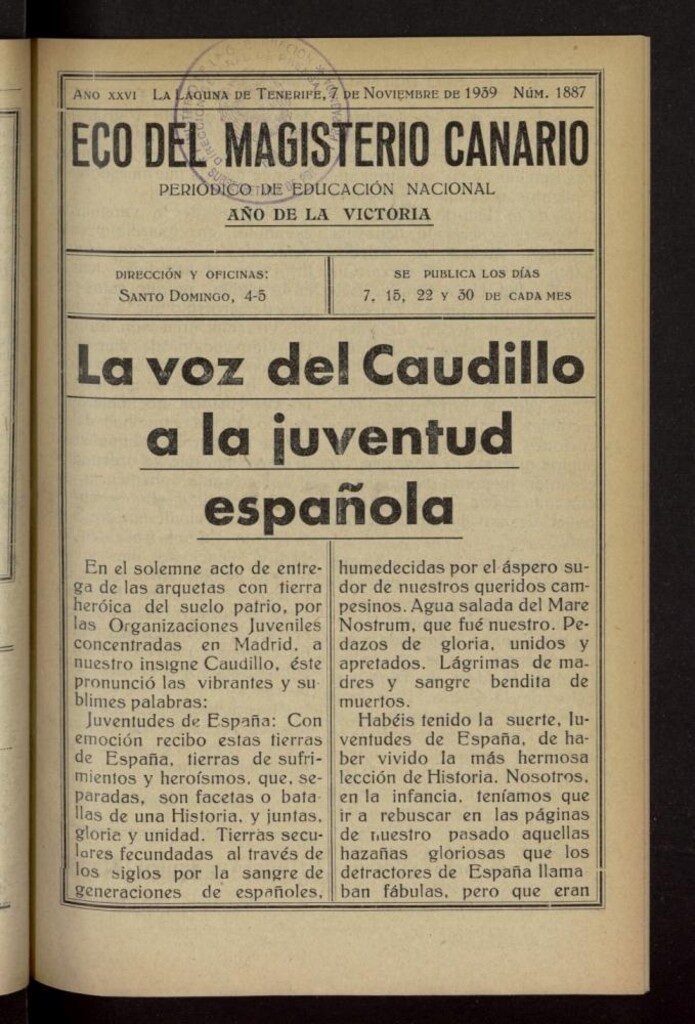 AÑO XXVI LA LAGUNA DE TENERIFE, 7 DE NOVIEMBRE DE 1939 NÚM. 1887
ECO DEL MAGISTERIO CANARIO
PERIÓDICO DE EDUCACIÓN NACIONAL
AÑO DE LA VICTORIA
DIRECCIÓN Y OFICINAS:
SANTO DOMINGO, 4-5
SE PUBLICA LOS DÍAS
7, 15, 22 Y 30 DE CADA MES
La voz del Caudillo
a la juventud
española
En el solemne acto de entre-
ga de las arquetas con tierra
heróica del suelo patrio, por
las Organizaciones Juveniles
concentradas en Madrid, a
nuestro insigne Caudillo, éste
pronunció las vibrantes y su-
blimes palabras:
Juventudes de España: Con
emoción recibo estas tierras
de España, tierras de sufri-
mientos y heroísmos, que, se-
paradas, son facetas o bata-
llas de una Historia, y juntas,
gloria y unidad. Tierras secu-
lares fecundadas al través de
los siglos por la sangre de
generaciones de españoles,
humedecidas por el áspero su-
dor de nuestros queridos cam-
pesinos. Agua salada del Mare
Nostrum, que fué nuestro. Pe-
dazos de gloria, unidos y
apretados. Lágrimas de ma-
dres y sangre bendita de
muertos.
Habéis tenido la suerte, Iu-
ventudes de España, de ha-
ber vivido la más hermosa
lección de Historia. Nosotros,
en la infancia, teníamos que
ir a rebuscar en las páginas
de nuestro pasado aquellas
hazañas gloriosas que los
detractores de España llama
ban fábulas, pero que eran